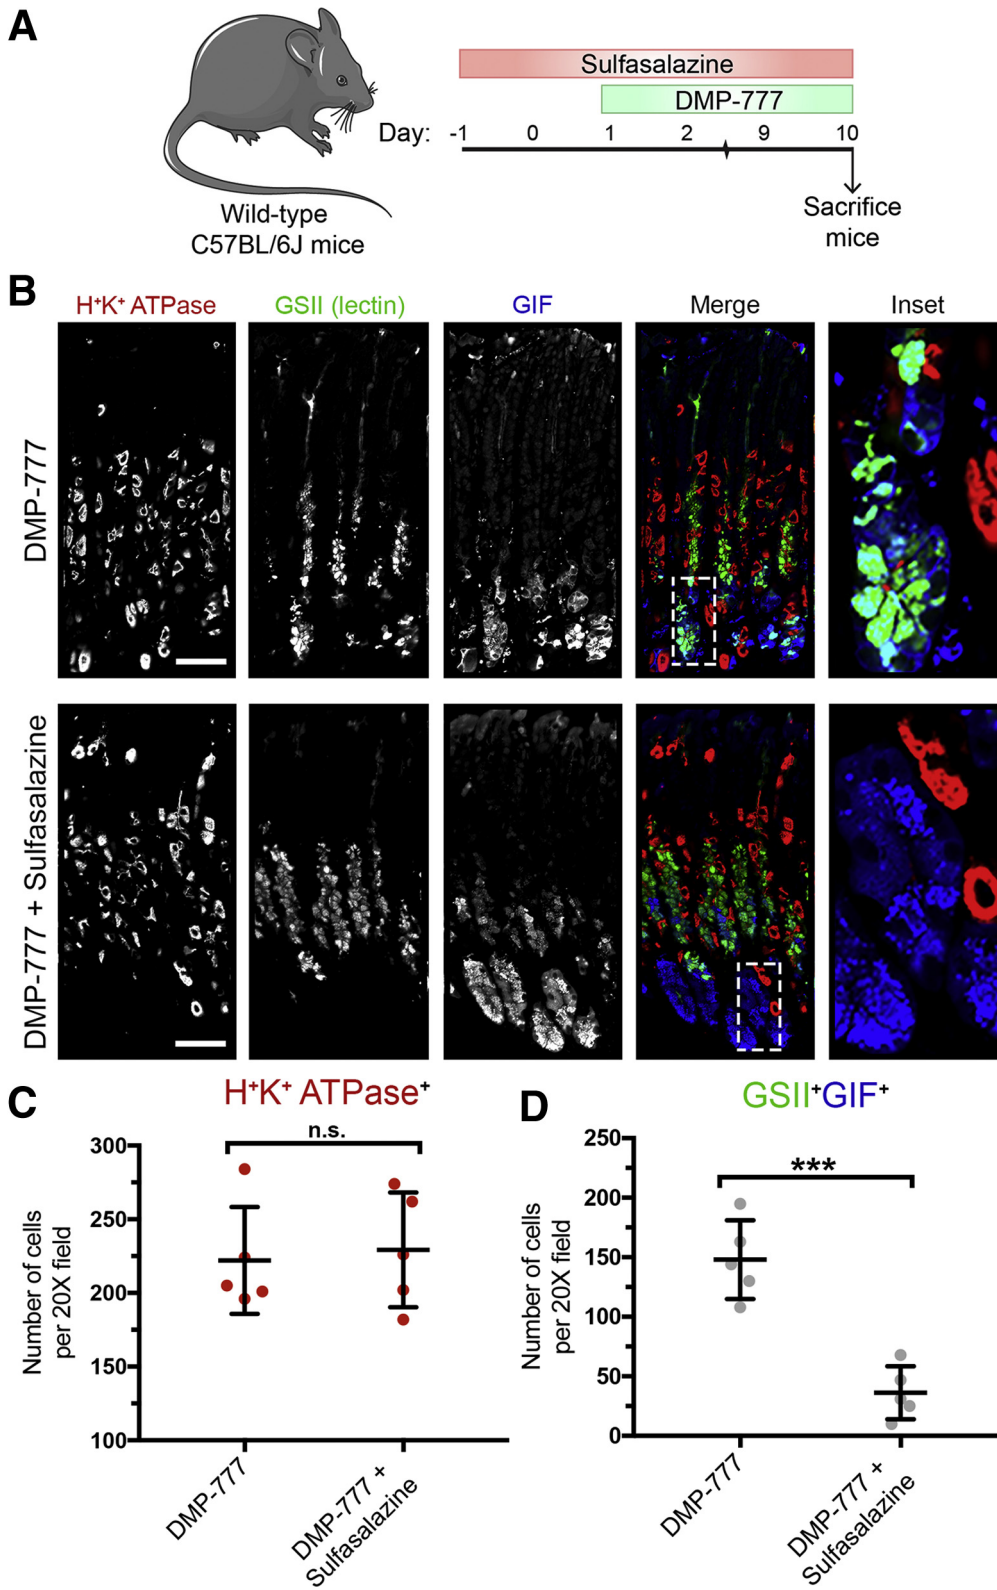 A
Sulfasalazine
DMP-777
Day: -1 0 1 2 9 10
Wild-type
C57BL/6J mice
Sacrifice
mice
B
H⁺K⁺ ATPase GSII (lectin) GIF Merge Inset
DMP-777
DMP-777 + Sulfasalazine
C
H⁺K⁺ ATPase⁺
n.s.
Number of cells
per 20X field
300
250
200
150
100
DMP-777
DMP-777 +
Sulfasalazine
D
GSII⁺GIF⁺
***
Number of cells
per 20X field
250
200
150
100
50
0
DMP-777
DMP-777 +
Sulfasalazine